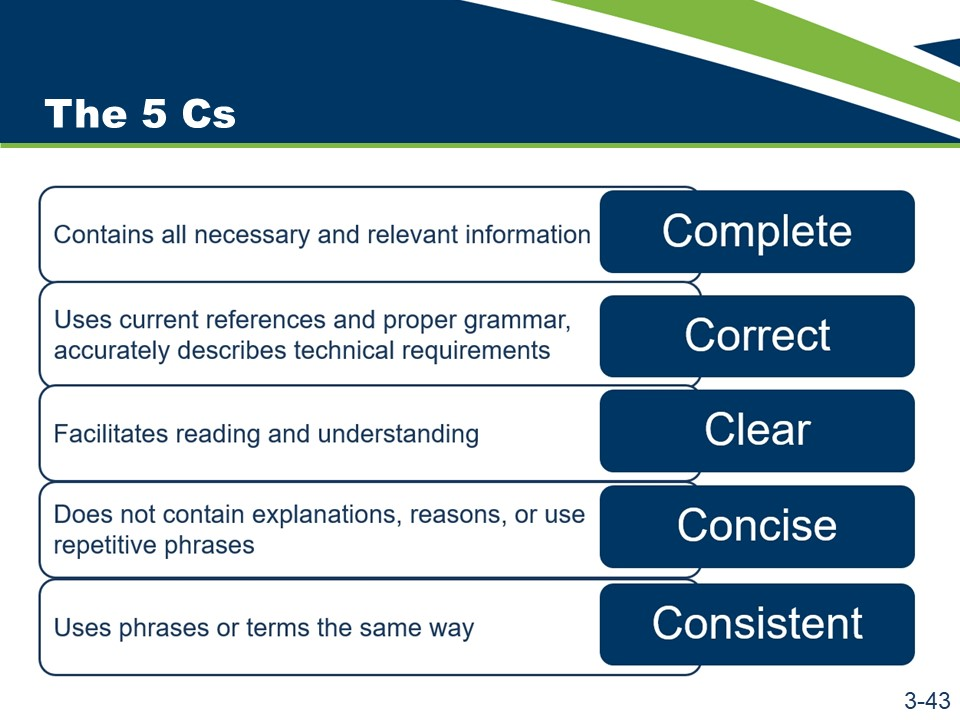 The 5 Cs
Contains all necessary and relevant information
Complete
Uses current references and proper grammar,
accurately describes technical requirements
Correct
Facilitates reading and understanding
Clear
Does not contain explanations, reasons, or use
repetitive phrases
Concise
Uses phrases or terms the same way
Consistent
3-43